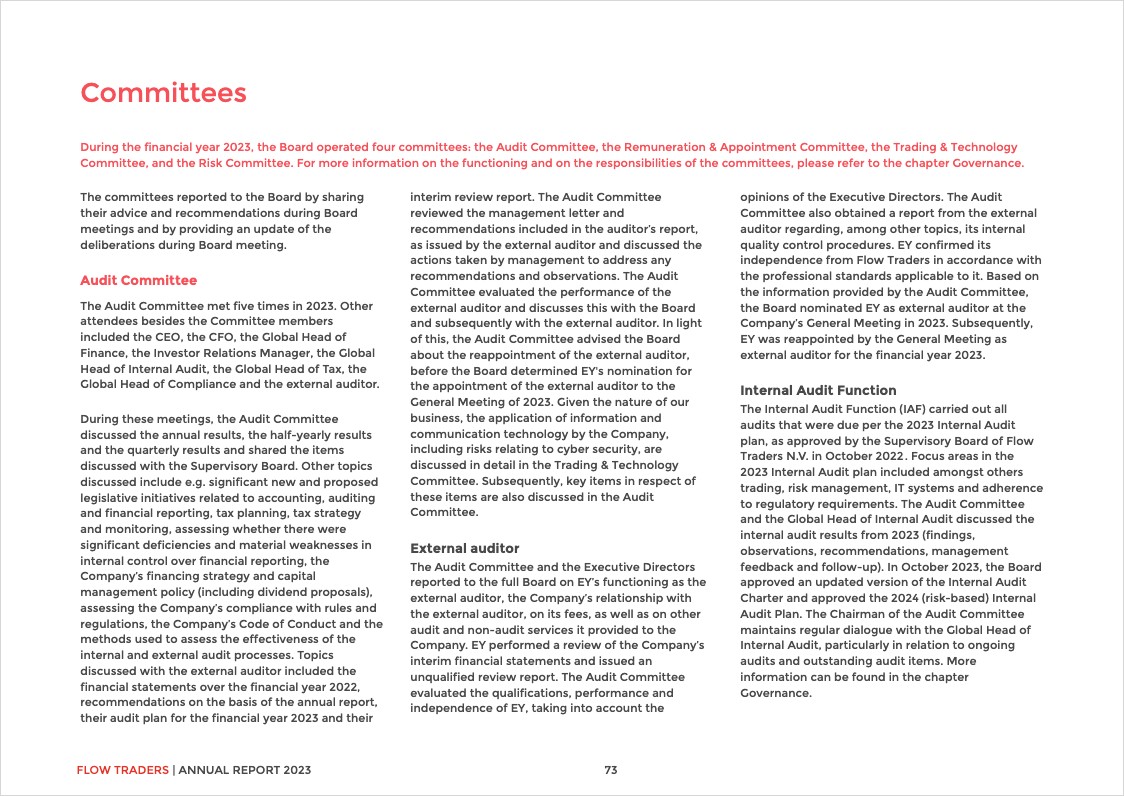 Committees
During the financial year 2023, the Board operated four committees: the Audit Committee, the Remuneration & Appointment Committee, the Trading & Technology
Committee, and the Risk Committee. For more information on the functioning and on the responsibilities of the committees, please refer to the chapter Governance.
The committees reported to the Board by sharing
their advice and recommendations during Board
meetings and by providing an update of the
deliberations during Board meeting.
Audit Committee
The Audit Committee met five times in 2023. Other
attendees besides the Committee members
included the CEO, the CFO, the Global Head of
Finance, the Investor Relations Manager, the Global
Head of Internal Audit, the Global Head of Tax, the
Global Head of Compliance and the external auditor.
During these meetings, the Audit Committee
discussed the annual results, the half-yearly results
and the quarterly results and shared the items
discussed with the Supervisory Board. Other topics
discussed include e.g. significant new and proposed
legislative initiatives related to accounting, auditing
and financial reporting, tax planning, tax strategy
and monitoring, assessing whether there were
significant deficiencies and material weaknesses in
internal control over financial reporting, the
Company's financing strategy and capital
management policy (including dividend proposals),
assessing the Company's compliance with rules and
regulations, the Company's Code of Conduct and the
methods used to assess the effectiveness of the
internal and external audit processes. Topics
discussed with the external auditor included the
financial statements over the financial year 2022,
recommendations on the basis of the annual report,
their audit plan for the financial year 2023 and their
interim review report. The Audit Committee
reviewed the management letter and
recommendations included in the auditor's report,
as issued by the external auditor and discussed the
actions taken by management to address any
recommendations and observations. The Audit
Committee evaluated the performance of the
external auditor and discusses this with the Board
and subsequently with the external auditor. In light
of this, the Audit Committee advised the Board
about the reappointment of the external auditor,
before the Board determined EY's nomination for
the appointment of the external auditor to the
General Meeting of 2023. Given the nature of our
business, the application of information and
communication technology by the Company,
including risks relating to cyber security, are
discussed in detail in the Trading & Technology
Committee. Subsequently, key items in respect of
these items are also discussed in the Audit
Committee.
External auditor
The Audit Committee and the Executive Directors
reported to the full Board on EY's functioning as the
external auditor, the Company's relationship with
the external auditor, on its fees, as well as on other
audit and non-audit services it provided to the
Company. EY performed a review of the Company's
interim financial statements and issued an
unqualified review report. The Audit Committee
evaluated the qualifications, performance and
independence of EY, taking into account the
opinions of the Executive Directors. The Audit
Committee also obtained a report from the external
auditor regarding, among other topics, its internal
quality control procedures. EY confirmed its
independence from Flow Traders in accordance with
the professional standards applicable to it. Based on
the information provided by the Audit Committee,
the Board nominated EY as external auditor at the
Company's General Meeting in 2023. Subsequently,
EY was reappointed by the General Meeting as
external auditor for the financial year 2023.
Internal Audit Function
The Internal Audit Function (IAF) carried out all
audits that were due per the 2023 Internal Audit
plan, as approved by the Supervisory Board of Flow
Traders N.V. in October 2022. Focus areas in the
2023 Internal Audit plan included amongst others
trading, risk management, IT systems and adherence
to regulatory requirements. The Audit Committee
and the Global Head of Internal Audit discussed the
internal audit results from 2023 (findings,
observations, recommendations, management
feedback and follow-up). In October 2023, the Board
approved an updated version of the Internal Audit
Charter and approved the 2024 (risk-based) Internal
Audit Plan. The Chairman of the Audit Committee
maintains regular dialogue with the Global Head of
Internal Audit, particularly in relation to ongoing
audits and outstanding audit items. More
information can be found in the chapter
Governance.
FLOW TRADERS | ANNUAL REPORT 2023
73